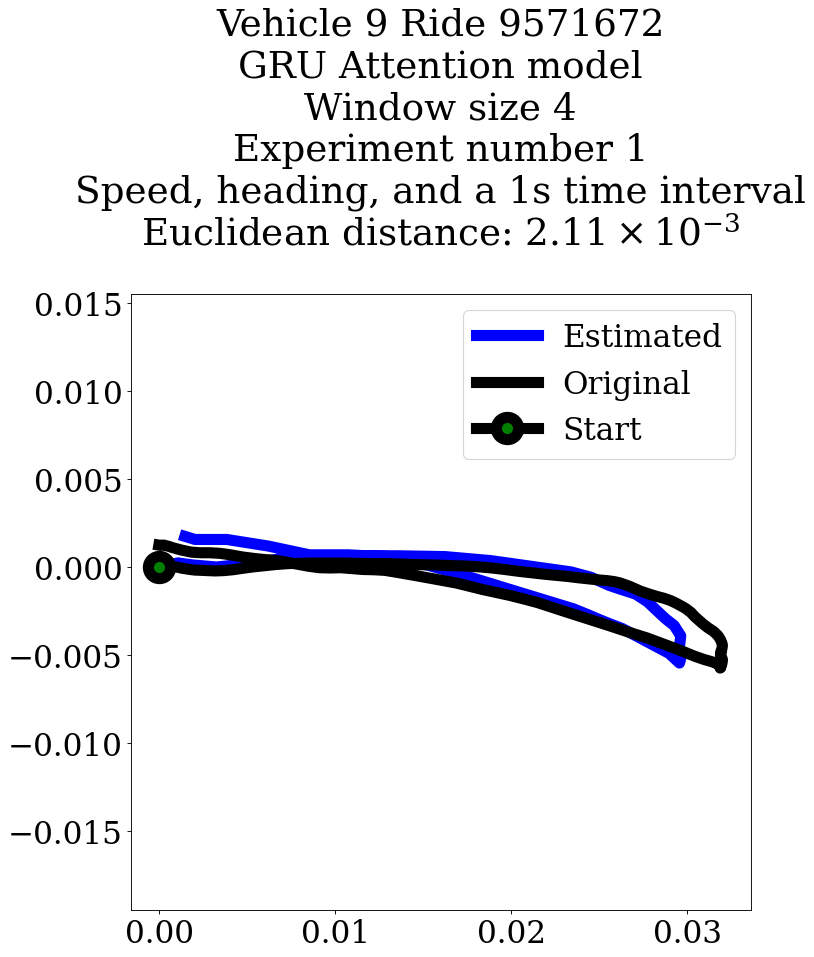 Vehicle 9 Ride 9571672
GRU Attention model
Window size 4
Experiment number 1
Speed, heading, and a 1s time interval
Euclidean distance: 2.11 × 10⁻³
0.015
Estimated
0.010
Original
Start
0.005
0.000
−0.005
−0.010
−0.015
0.00 0.01 0.02 0.03